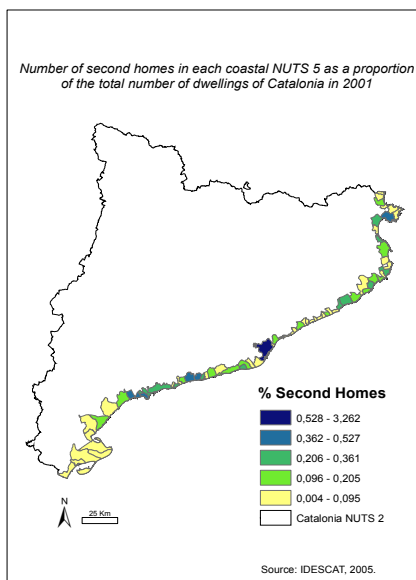 Number of second homes in each coastal NUTS 5 as a proportion
of the total number of dwellings of Catalonia in 2001
% Second Homes
0,528 - 3,262
0,362 - 0,527
0,206 - 0,361
0,096 - 0,205
0,004 - 0,095
Catalonia NUTS 2
N
25 Km
Source: IDESCAT, 2005.